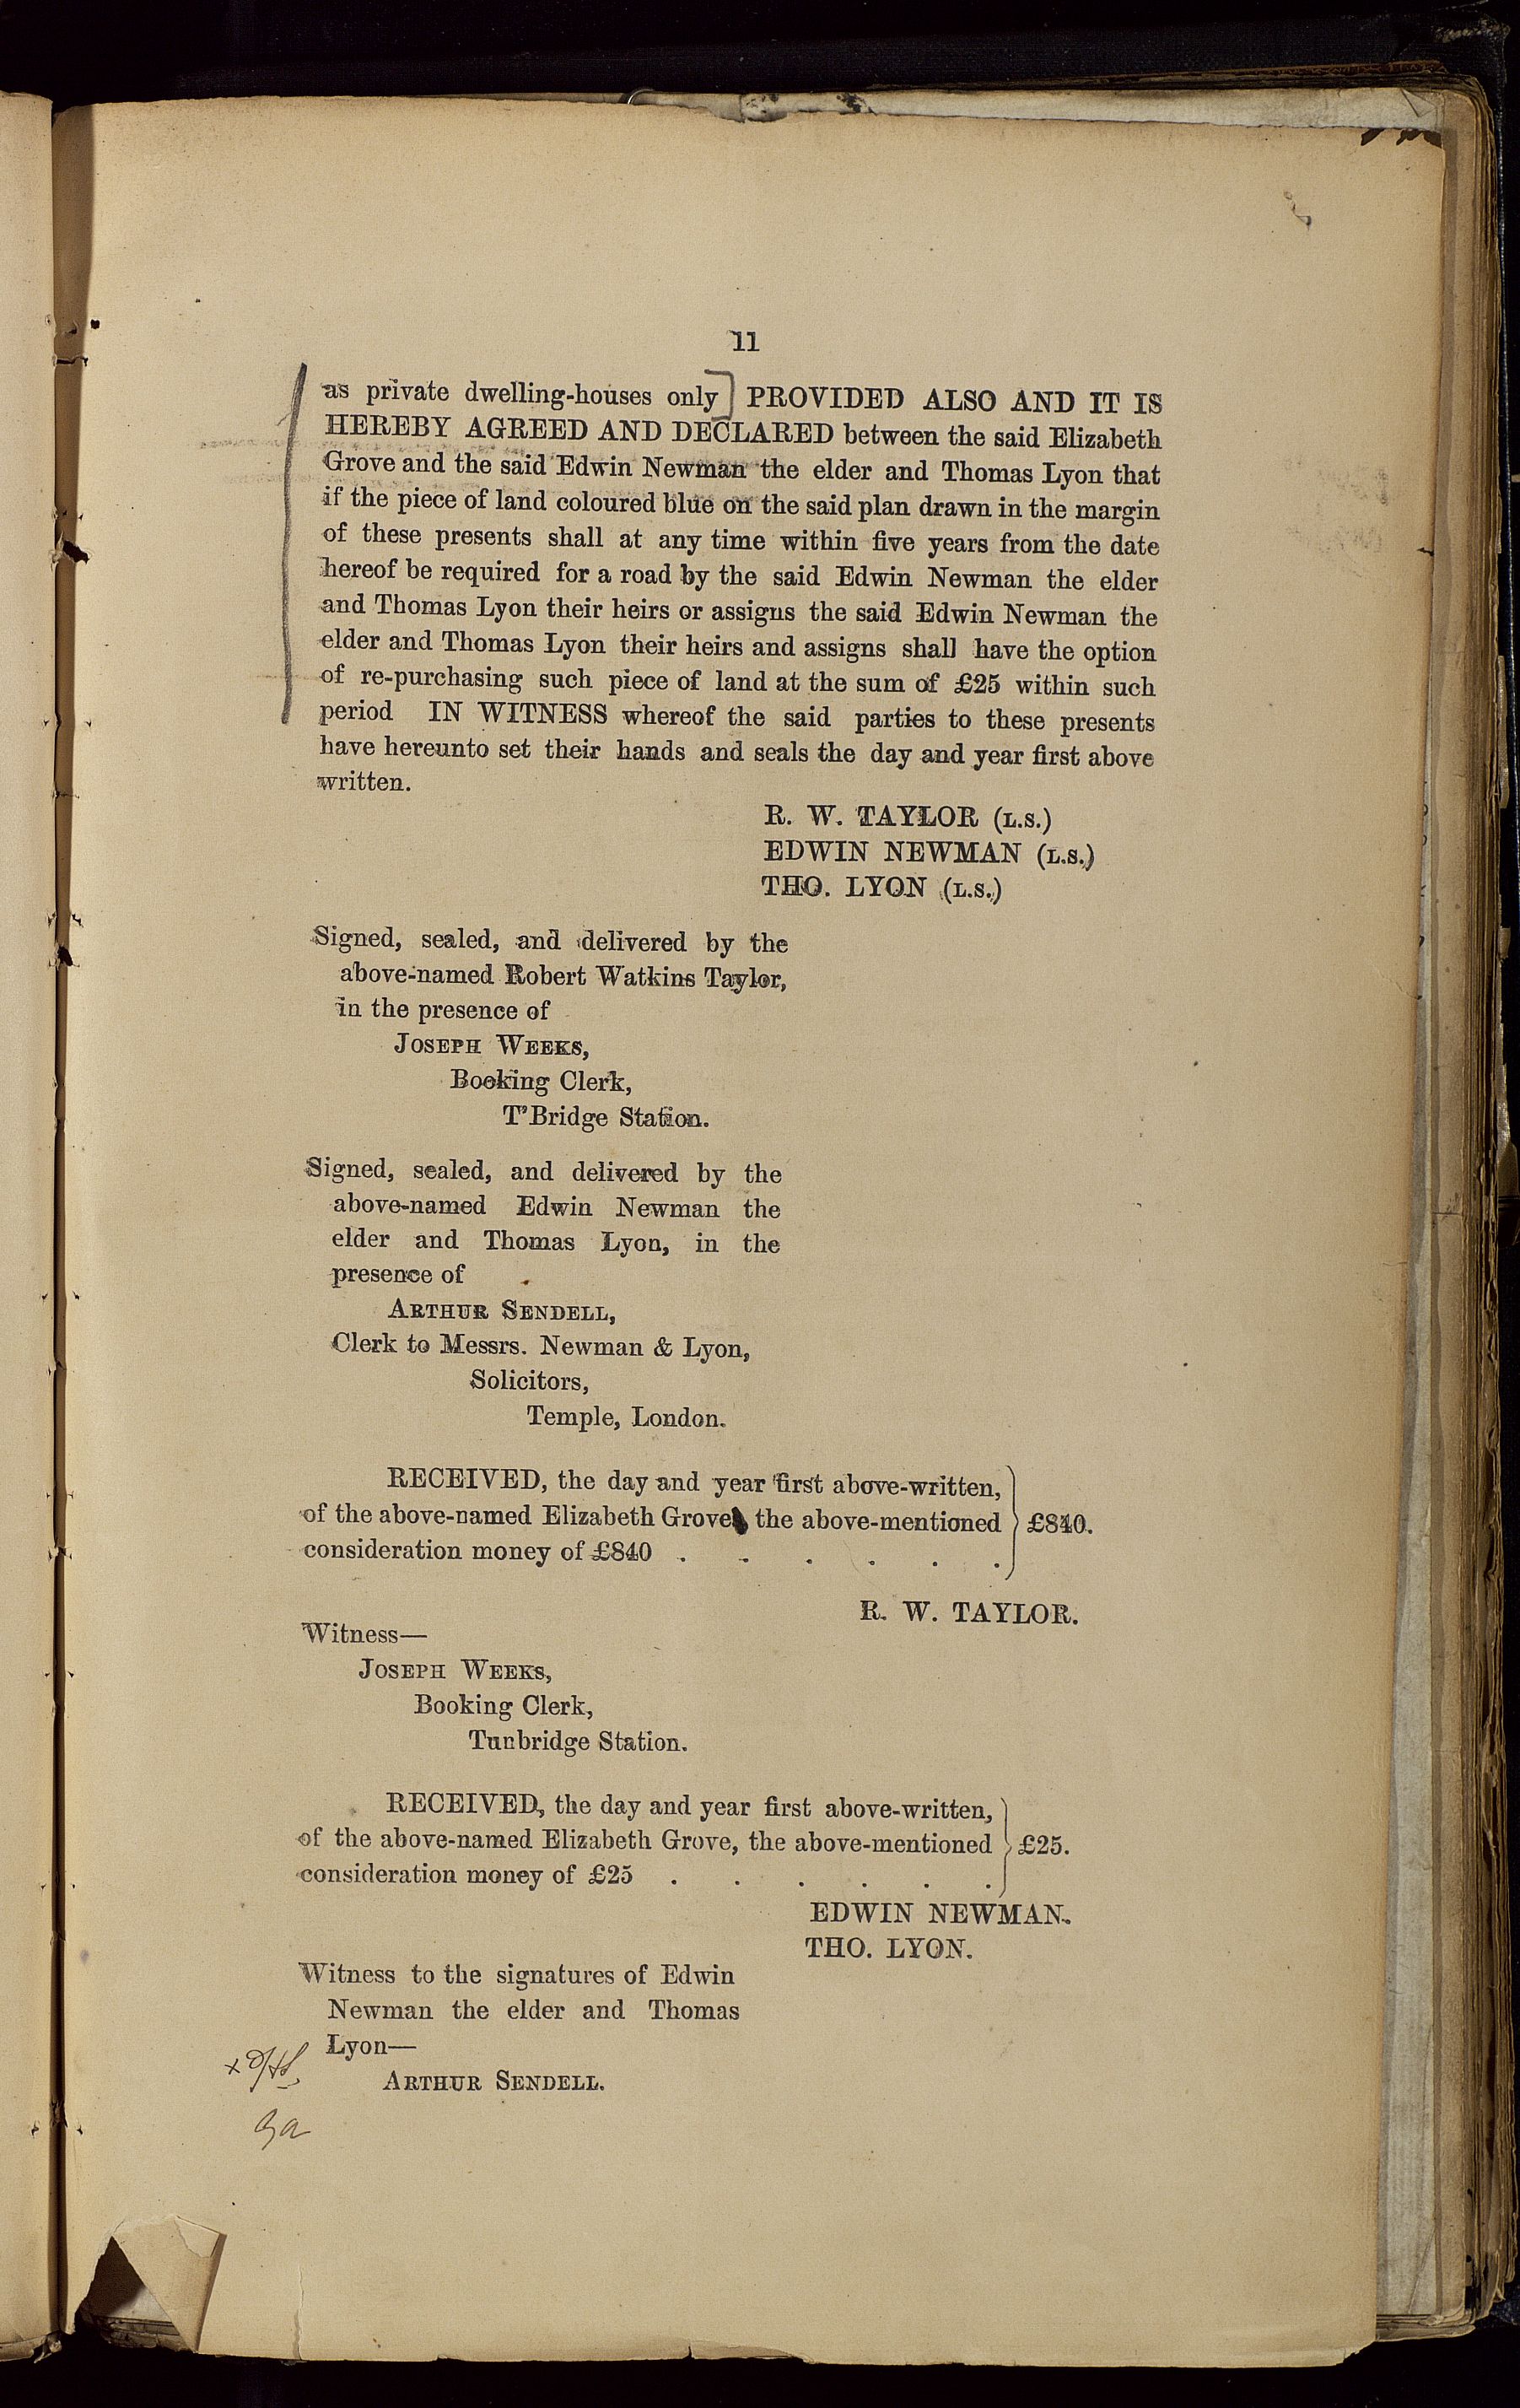 11
as private dwelling-houses only] PROVIDED ALSO AND IT IS
HEREBY AGREED AND DECLARED between the said Elizabeth
Grove and the said Edwin Newman the elder and Thomas Lyon that
if the piece of land coloured blue on the said plan drawn in the margin
of these presents shall at any time within five years from the date
hereof be required for a road by the said Edwin Newman the elder
and Thomas Lyon their heirs or assigns the said Edwin Newman the
elder and Thomas Lyon their heirs and assigns shall have the option
of re-purchasing such piece of land at the sum of £25 within such
period IN WITNESS whereof the said parties to these presents
have hereunto set their hands and seals the day and year first above
written.
R. W. TAYLOR (L.S.)
EDWIN NEWMAN (L.S.)
THO. LYON (L.S.)
Signed, sealed, and delivered by the
above-named Robert Watkins Taylor,
in the presence of
JOSEPH WEEKS,
Booking Clerk,
T'Bridge Station.
Signed, sealed, and delivered by the
above-named Edwin Newman the
elder and Thomas Lyon, in the
presence of
ARTHUR SENDELL,
Clerk to Messrs. Newman & Lyon,
Solicitors,
Temple, London.
RECEIVED, the day and year first above-written,
of the above-named Elizabeth Grove, the above-mentioned £840.
consideration money of £840 . . . . . .
R. W. TAYLOR.
Witness—
JOSEPH WEEKS,
Booking Clerk,
Tunbridge Station.
RECEIVED, the day and year first above-written,
of the above-named Elizabeth Grove, the above-mentioned £25.
consideration money of £25 . . . . . .
EDWIN NEWMAN.
THO. LYON.
Witness to the signatures of Edwin
Newman the elder and Thomas
Lyon—
ARTHUR SENDELL.